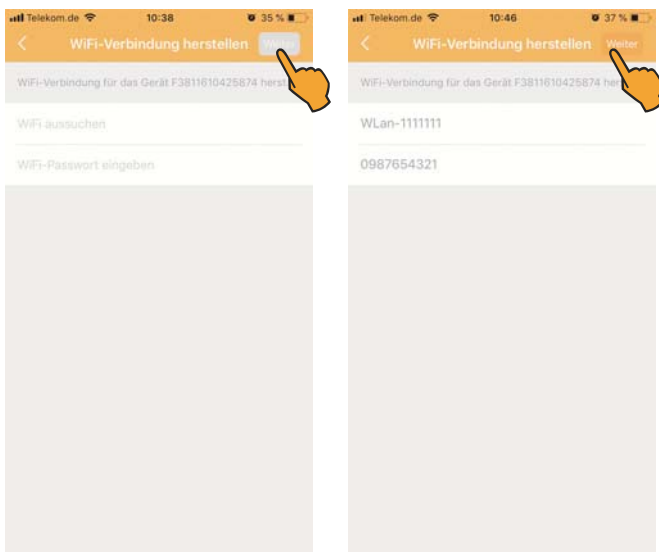 Telekom.de 10:38 35 %
WiFi-Verbindung herstellen Weiter
WiFi-Verbindung für das Gerät F3811610425874 herst
WiFi aussuchen
WiFi-Passwort eingeben
Telekom.de 10:46 37 %
WiFi-Verbindung herstellen Weiter
WiFi-Verbindung für das Gerät F3811610425874 her
WLan-1111111
0987654321